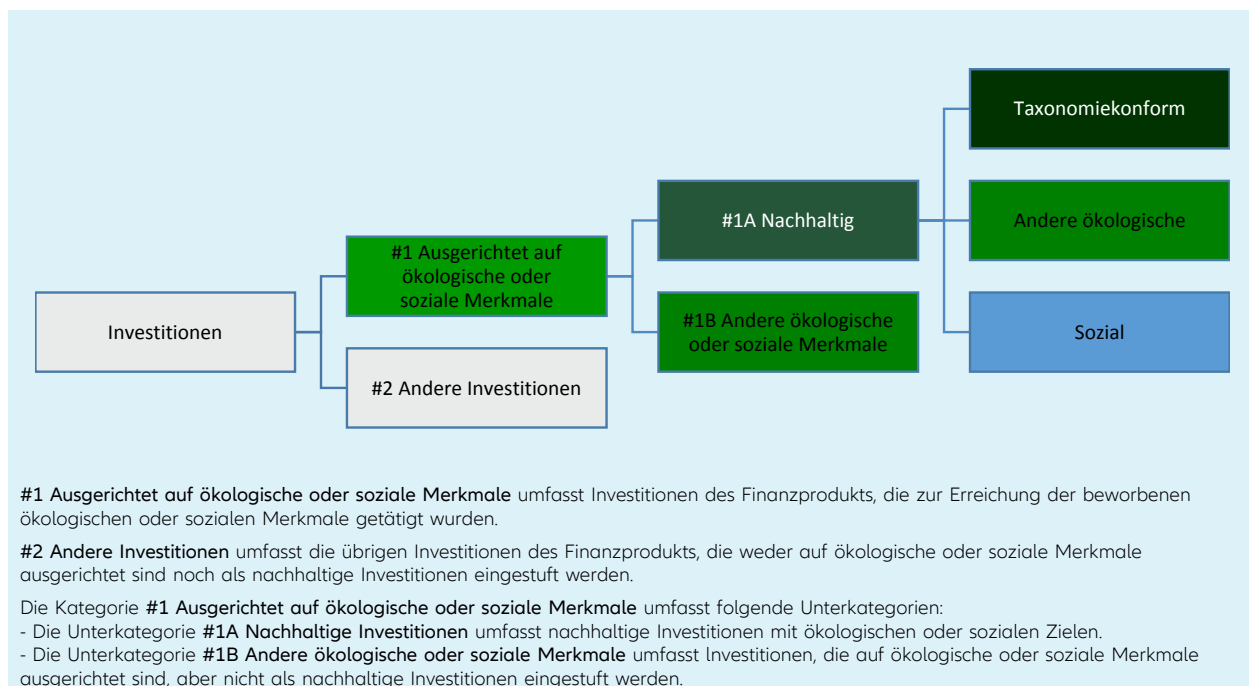 Taxonomiekonform
#1A Nachhaltig
Andere ökologische
#1 Ausgerichtet auf
ökologische oder
soziale Merkmale
Investitionen
#1B Andere ökologische
oder soziale Merkmale
Sozial
#2 Andere Investitionen
#1 Ausgerichtet auf ökologische oder soziale Merkmale umfasst Investitionen des Finanzprodukts, die zur Erreichung der beworbenen
ökologischen oder sozialen Merkmale getätigt wurden.
#2 Andere Investitionen umfasst die übrigen Investitionen des Finanzprodukts, die weder auf ökologische oder soziale Merkmale
ausgerichtet sind noch als nachhaltige Investitionen eingestuft werden.
Die Kategorie #1 Ausgerichtet auf ökologische oder soziale Merkmale umfasst folgende Unterkategorien:
- Die Unterkategorie #1A Nachhaltige Investitionen umfasst nachhaltige Investitionen mit ökologischen oder sozialen Zielen.
- Die Unterkategorie #1B Andere ökologische oder soziale Merkmale umfasst Investitionen, die auf ökologische oder soziale Merkmale
ausgerichtet sind, aber nicht als nachhaltige Investitionen eingestuft werden.